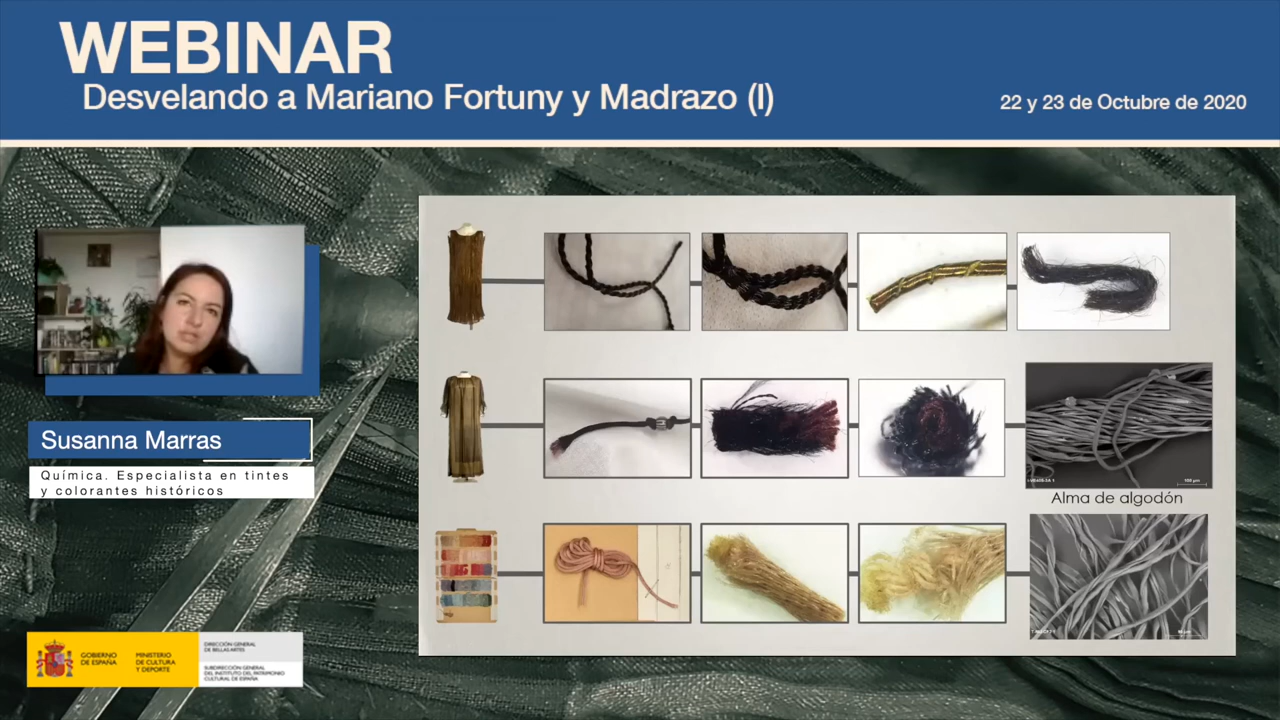 WEBINAR
Desvelando a Mariano Fortuny y Madrazo (I)
22 y 23 de Octubre de 2020
Susanna Marras
Química. Especialista en tintes
y colorantes históricos
Alma de algodón
GOBIERNO
DE ESPAÑA
MINISTERIO
DE CULTURA
Y DEPORTE
DIRECCIÓN GENERAL
DE BELLAS ARTES
SUBDIRECCIÓN GENERAL
DEL INSTITUTO DEL PATRIMONIO
CULTURAL DE ESPAÑA